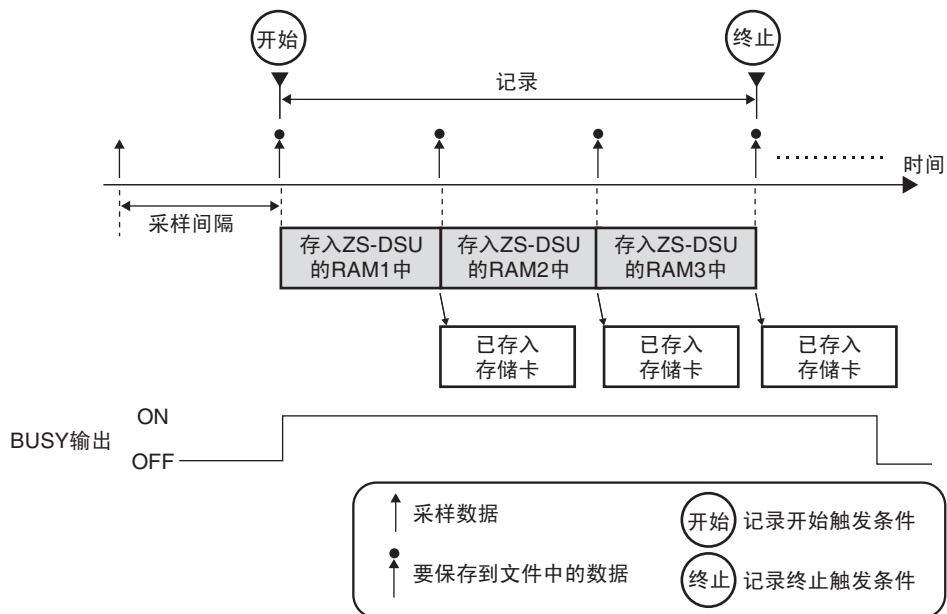 开始
终止
记录
时间
采样间隔
存入ZS-DSU
的RAM1中
存入ZS-DSU
的RAM2中
存入ZS-DSU
的RAM3中
已存入
存储卡
已存入
存储卡
已存入
存储卡
ON
BUSY输出
OFF
采样数据
开始 记录开始触发条件
要保存到文件中的数据
终止 记录终止触发条件